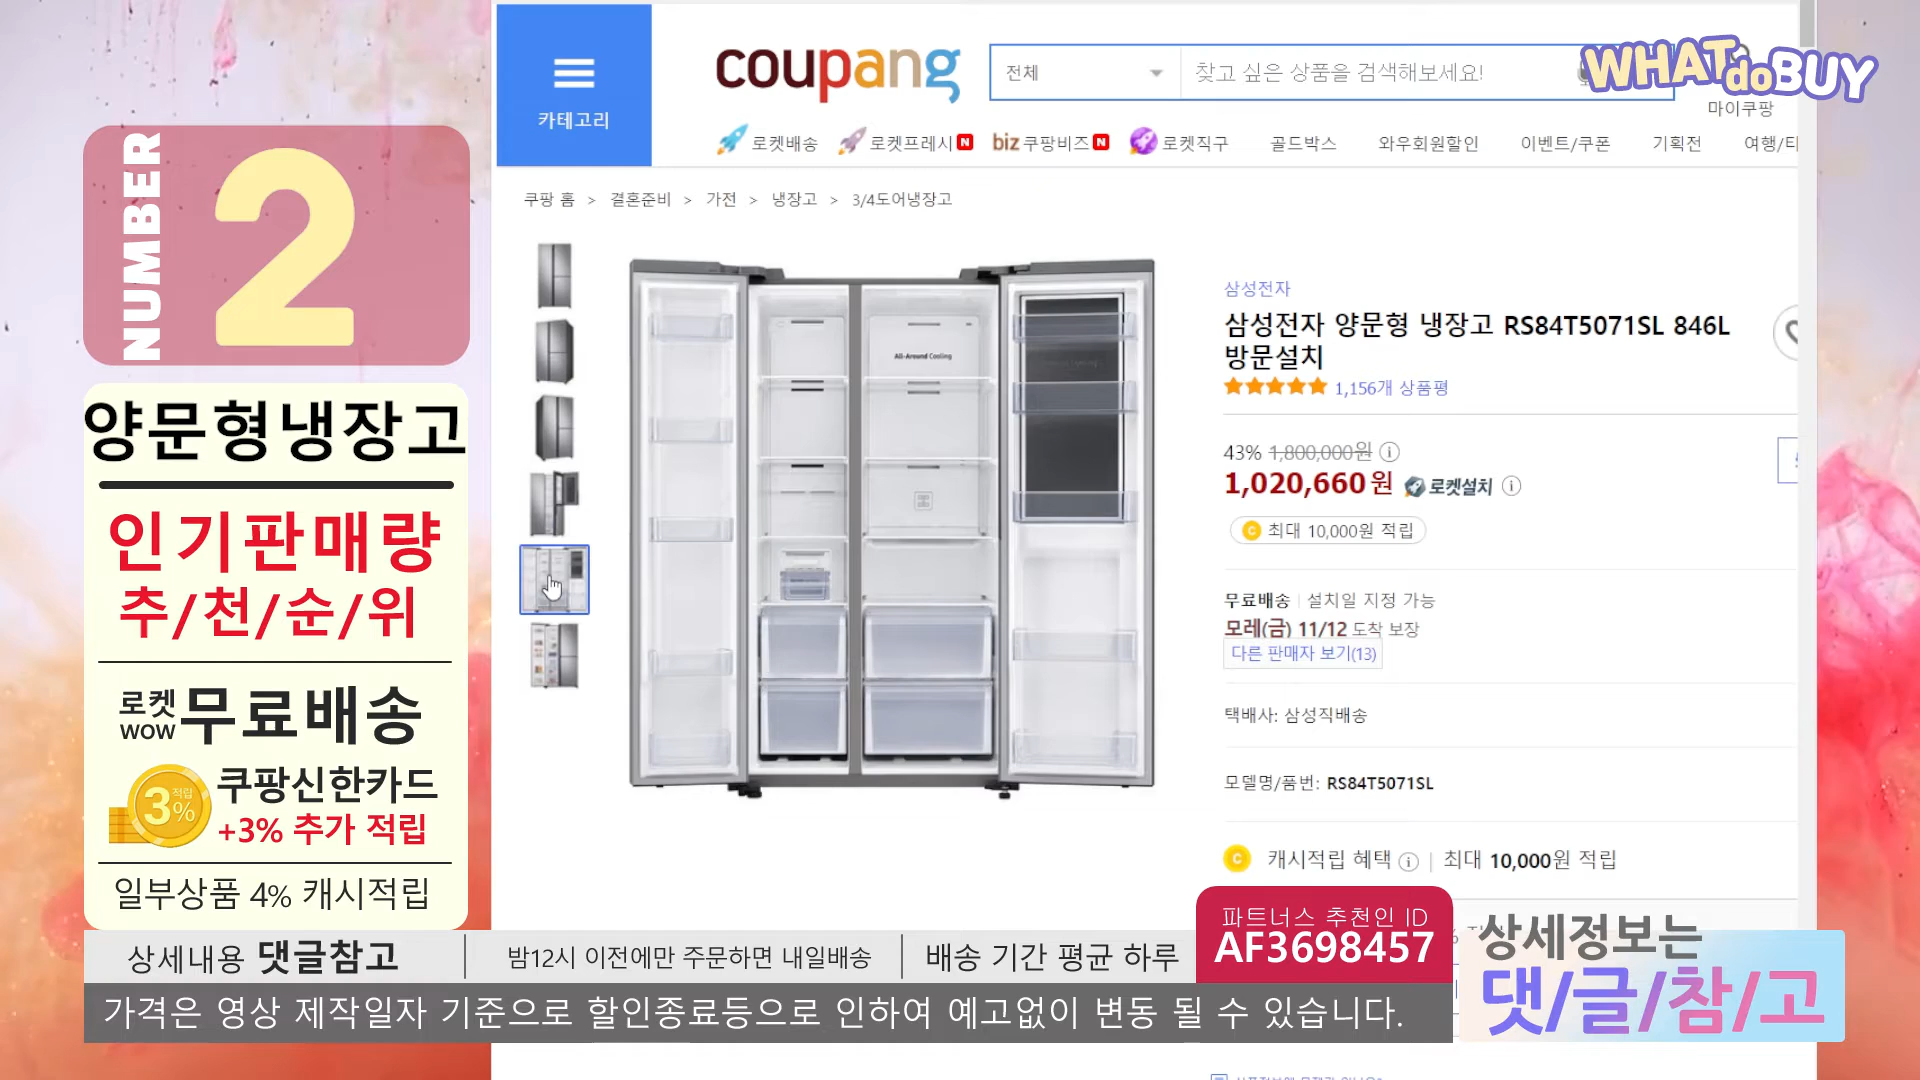 NUMBER
2
양문형냉장고
인기판매량
추/천/순/위
로켓
WOW
무료배송
적립
3%
쿠팡신한카드
+3% 추가 적립
일부상품 4% 캐시적립
카테고리
coupang
전체
찾고 싶은 상품을 검색해보세요!
WHAT do BUY
마이쿠팡
로켓배송
로켓프레시 N
biz 쿠팡비즈 N
로켓직구
골드박스
와우회원할인
이벤트/쿠폰
기획전
여행/티
쿠팡 홈 > 결혼준비 > 가전 > 냉장고 > 3/4도어냉장고
All-Around Cooling
삼성전자
삼성전자 양문형 냉장고 RS84T5071SL 846L
방문설치
1,156개 상품평
43% 1,800,000원
1,020,660원 로켓설치
최대 10,000원 적립
무료배송 | 설치일 지정 가능
모레(금) 11/12 도착 보장
다른 판매자 보기(13)
택배사: 삼성직배송
모델명/품번: RS84T5071SL
캐시적립 혜택 | 최대 10,000원 적립
상세내용 댓글참고
밤12시 이전에만 주문하면 내일배송
배송 기간 평균 하루
파트너스 추천인 ID
AF3698457
상세정보는
댓/글/참/고
가격은 영상 제작일자 기준으로 할인종료등으로 인하여 예고없이 변동 될 수 있습니다.